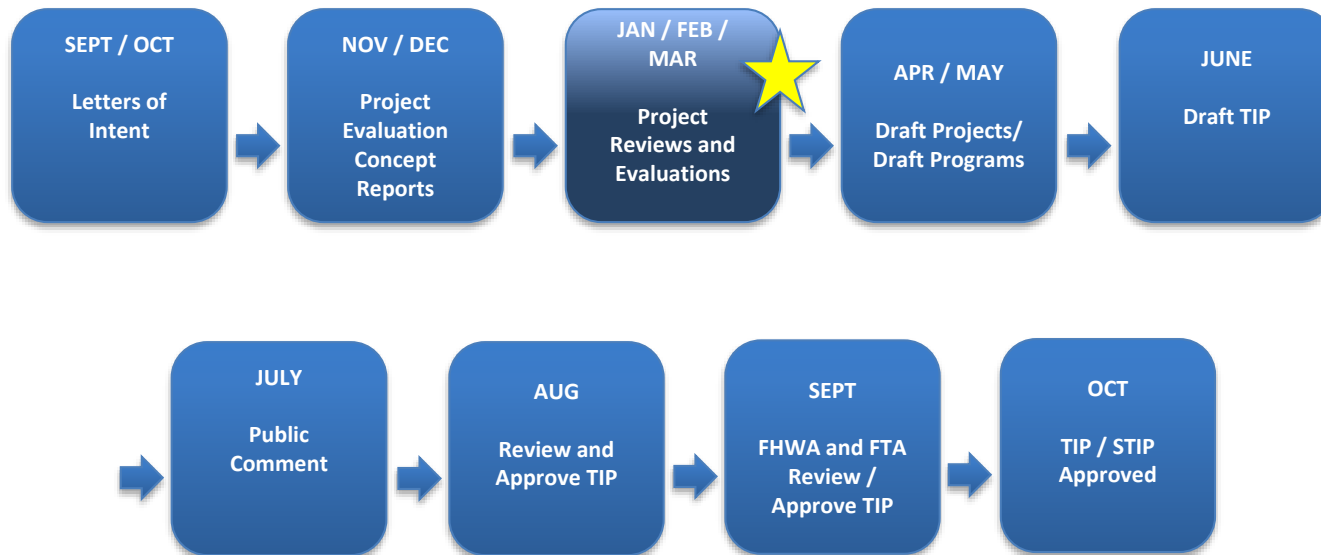 SEPT / OCT
Letters of
Intent
NOV / DEC
Project
Evaluation
Concept
Reports
JAN / FEB /
MAR
Project
Reviews and
Evaluations
APR / MAY
Draft Projects/
Draft Programs
JUNE
Draft TIP
JULY
Public
Comment
AUG
Review and
Approve TIP
SEPT
FHWA and FTA
Review /
Approve TIP
OCT
TIP / STIP
Approved